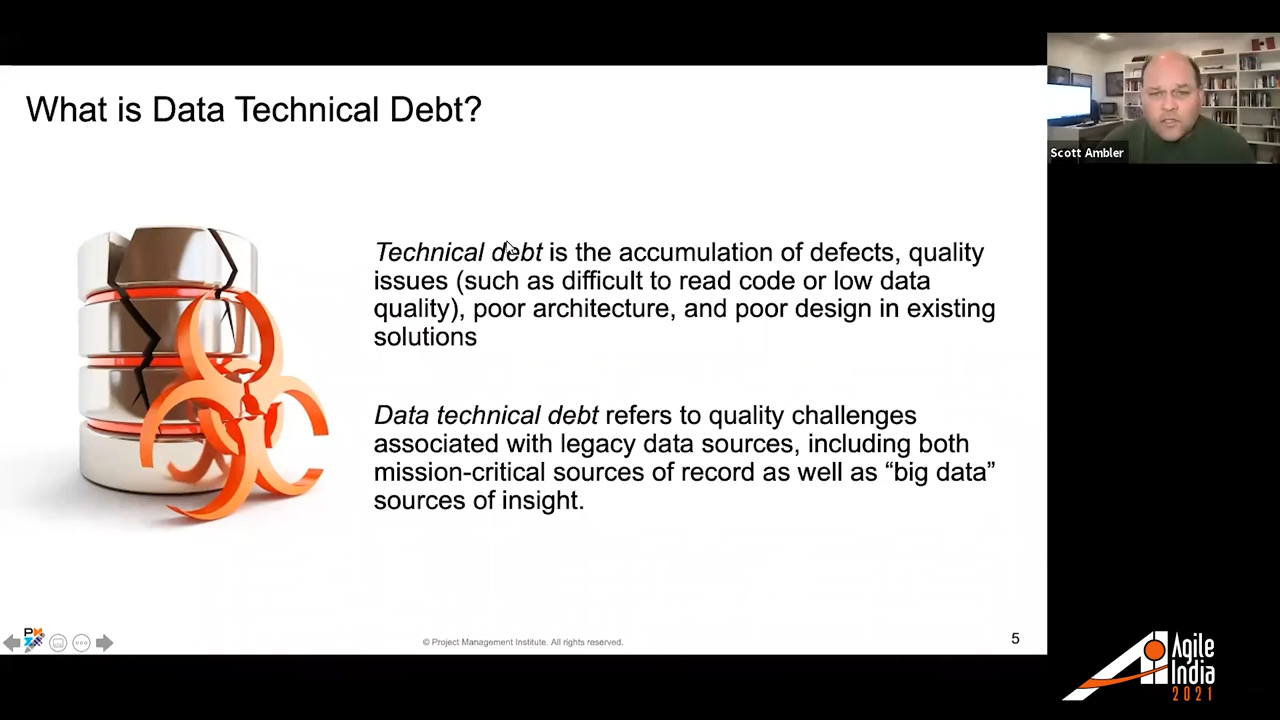 What is Data Technical Debt?
Scott Ambler
Technical debt is the accumulation of defects, quality
issues (such as difficult to read code or low data
quality), poor architecture, and poor design in existing
solutions
Data technical debt refers to quality challenges
associated with legacy data sources, including both
mission-critical sources of record as well as “big data”
sources of insight.
© Project Management Institute. All rights reserved.
5
Agile
India
2021